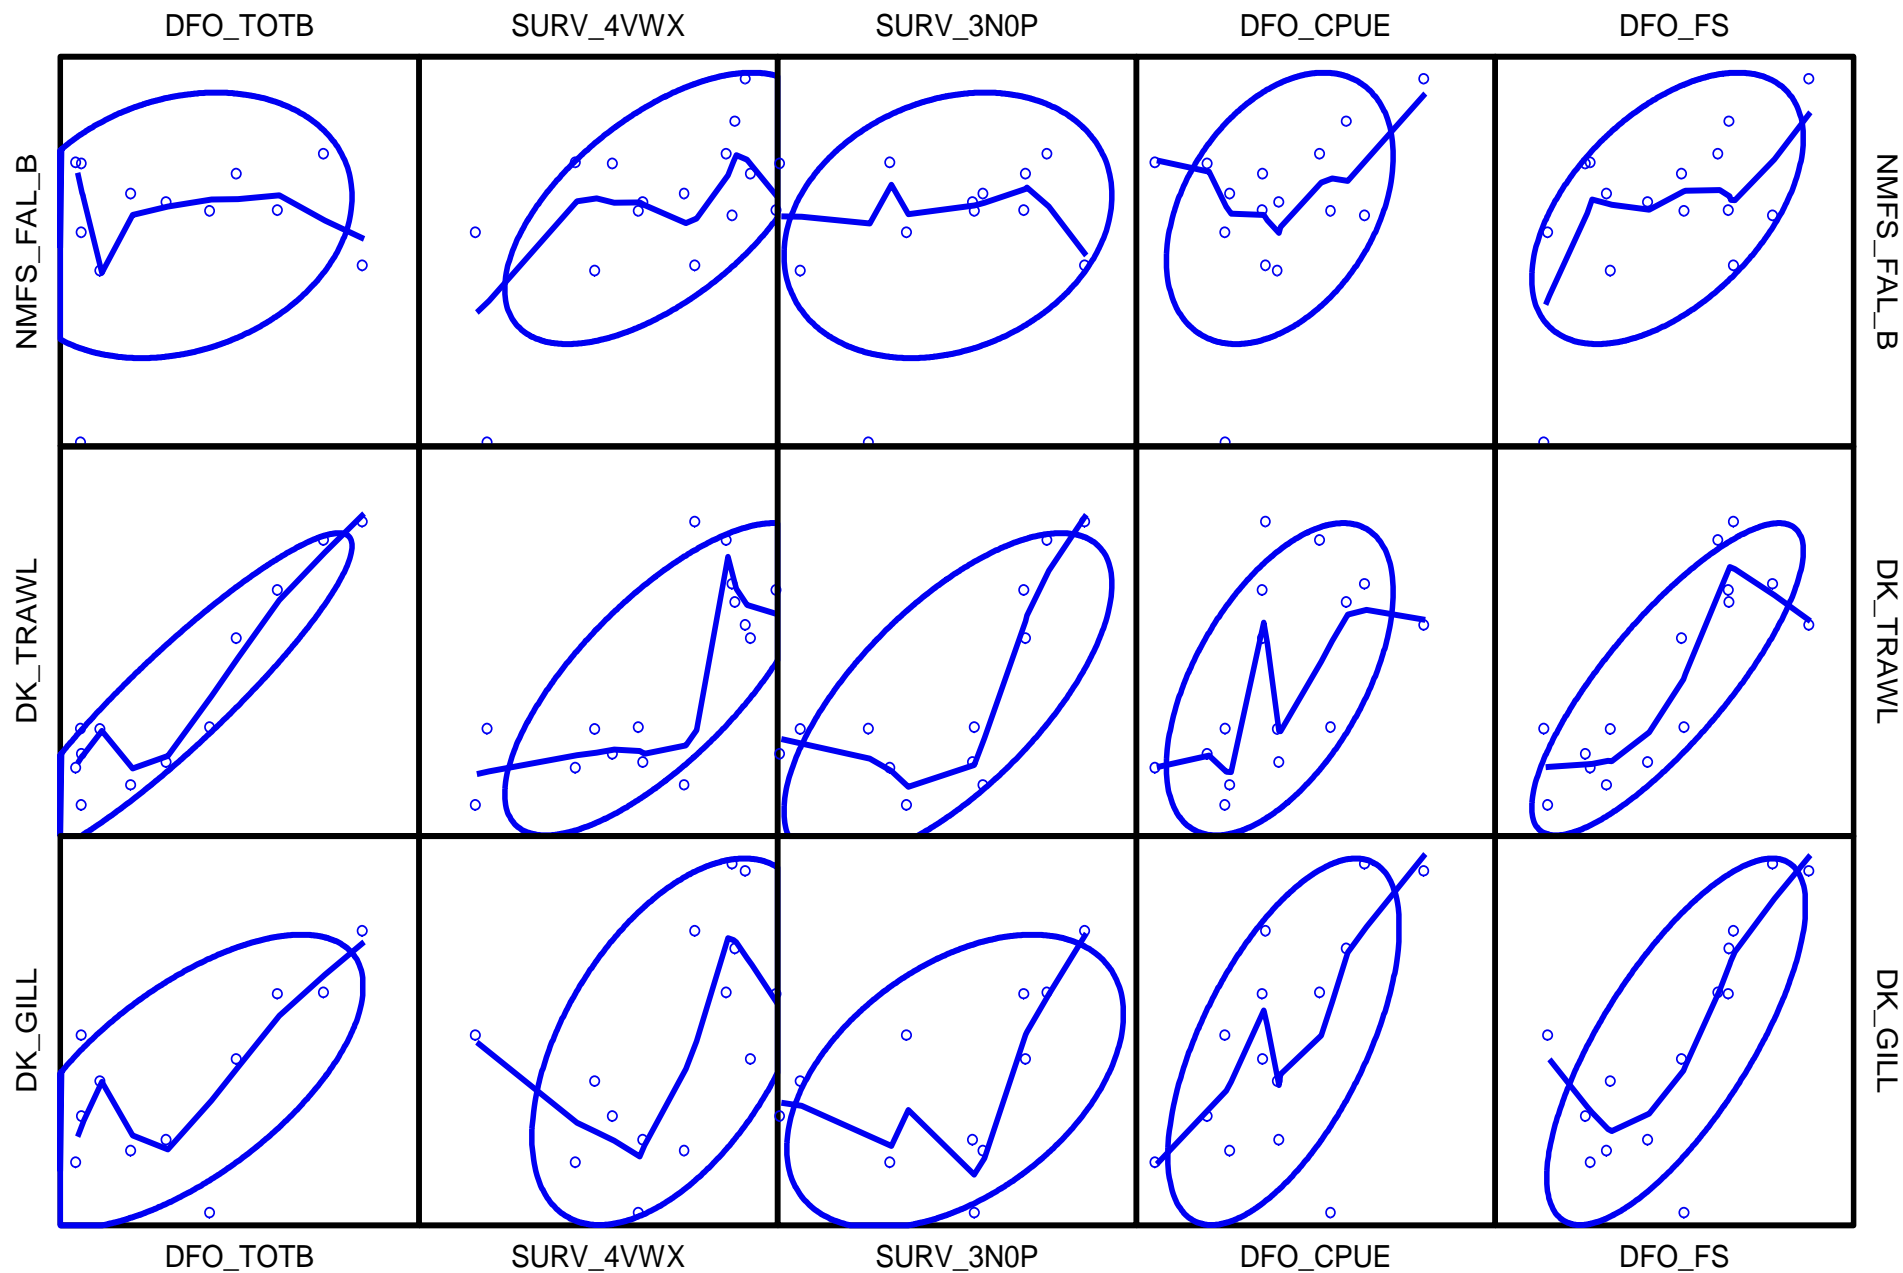 DFO_TOTB SURV_4VWX SURV_3N0P DFO_CPUE DFO_FS
NMFS_FAL_B NMFS_FAL_B
DK_TRAWL DK_TRAWL
DK_GILL DK_GILL
DFO_TOTB SURV_4VWX SURV_3N0P DFO_CPUE DFO_FS